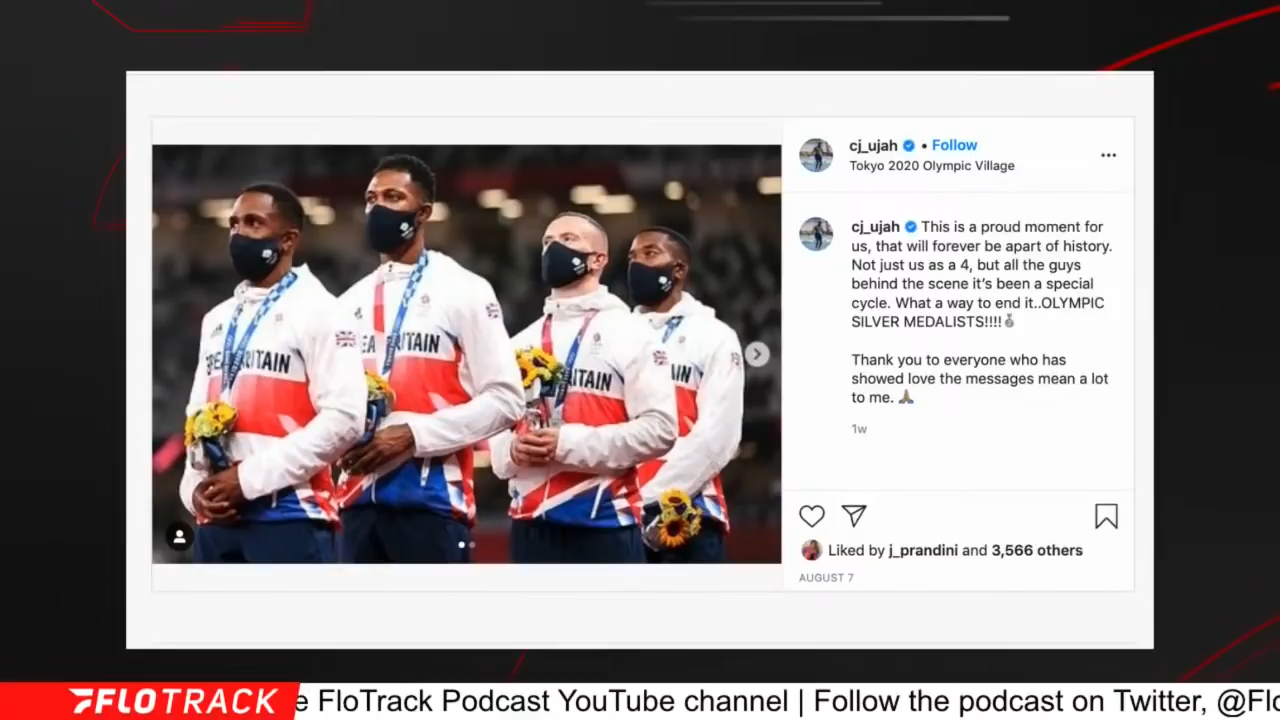 cj_ujah • Follow
Tokyo 2020 Olympic Village
cj_ujah This is a proud moment for
us, that will forever be apart of history.
Not just us as a 4, but all the guys
behind the scene it's been a special
cycle. What a way to end it..OLYMPIC
SILVER MEDALISTS!!!!🥈
Thank you to everyone who has
showed love the messages mean a lot
to me. 🙏🏽
1w
BRITAIN
EA BRITAIN
BRITAIN
IN
Liked by j_prandini and 3,566 others
AUGUST 7
FLOTRACK
e FloTrack Podcast YouTube channel | Follow the podcast on Twitter, @Flo